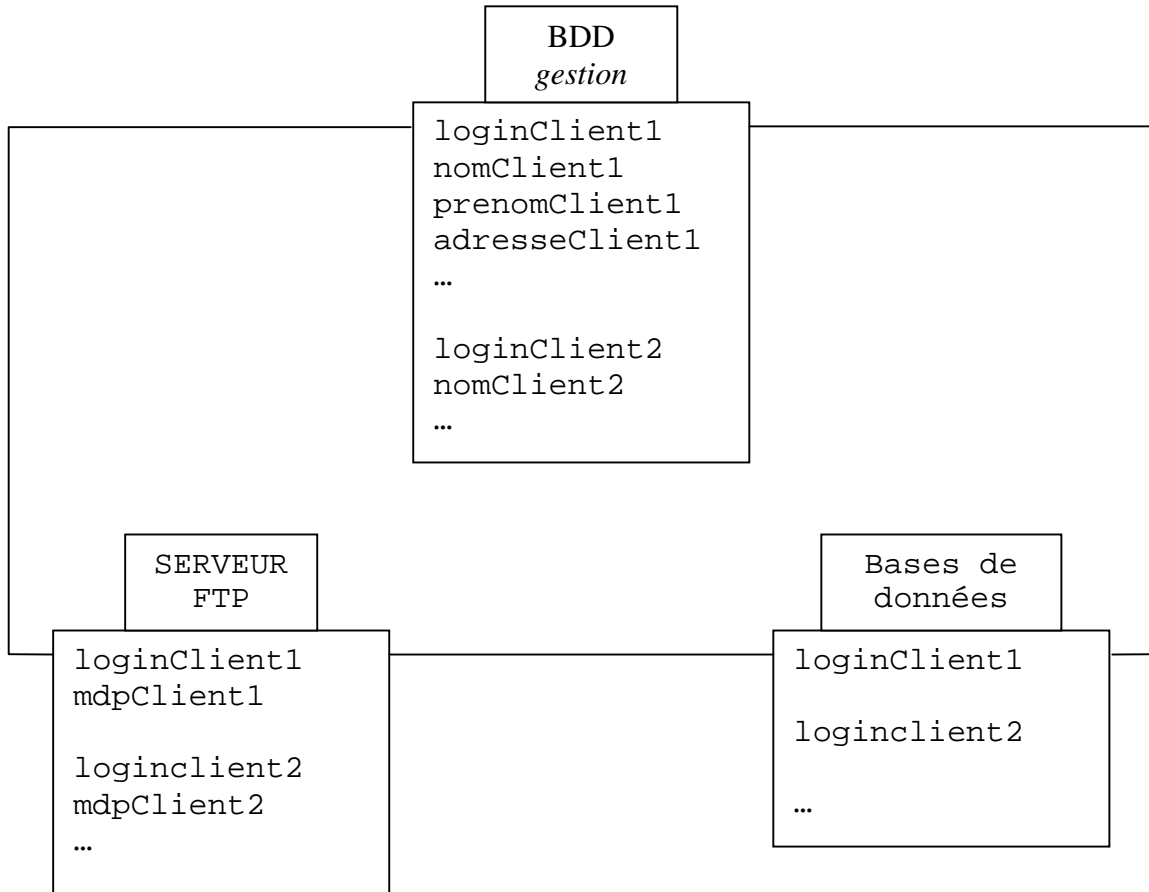 BDD
gestion
loginClient1
nomClient1
prenomClient1
adresseClient1
…
loginClient2
nomClient2
…
SERVEUR
FTP
loginClient1
mdpClient1
loginclient2
mdpClient2
…
Bases de
données
loginClient1
loginclient2
…